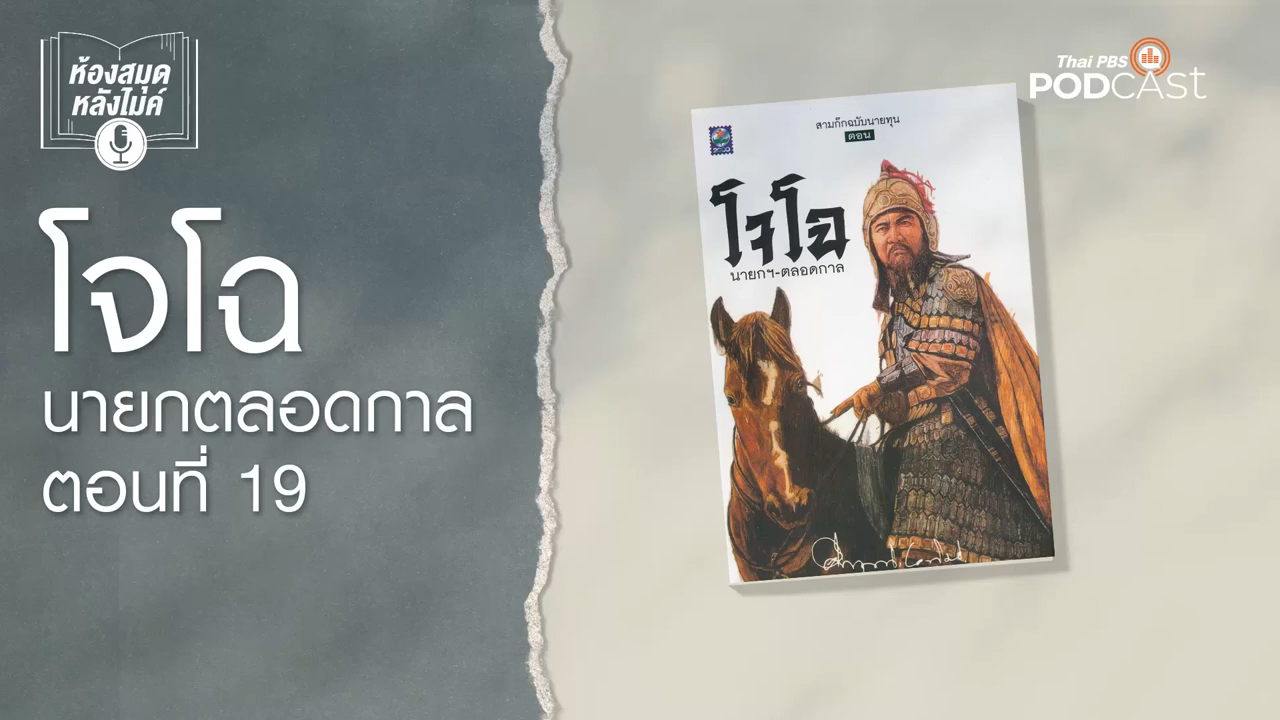 ห้องสมุด
หลังไมค์
โจโฉ
นายกตลอดกาล
ตอนที่ 19
Thai PBS
PODCAST
สามก๊กฉบับนายทุน
ตอน
โจโฉ
นายกฯ-ตลอดกาล